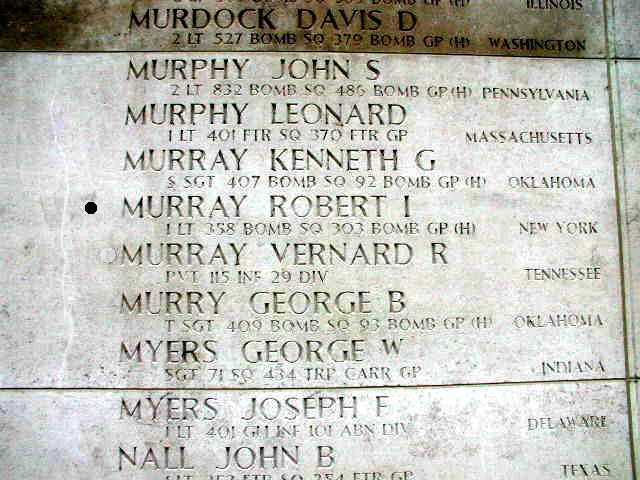 ILLINOIS
MURDOCK DAVIS D
2 LT 527 BOMB SQ 379 BOMB GP (H) WASHINGTON
MURPHY JOHN S
2 LT 832 BOMB SQ 486 BOMB GP (H) PENNSYLVANIA
MURPHY LEONARD
1 LT 401 FTR SQ 370 FTR GP MASSACHUSETTS
MURRAY KENNETH G
S SGT 407 BOMB SQ 92 BOMB GP (H) OKLAHOMA
MURRAY ROBERT I
1 LT 358 BOMB SQ 303 BOMB GP (H) NEW YORK
MURRAY VERNARD R
PVT 115 INF 29 DIV TENNESSEE
MURRY GEORGE B
T SGT 409 BOMB SQ 93 BOMB GP (H) OKLAHOMA
MYERS GEORGE W
SGT 71 SQ 434 TRP CARR GP INDIANA
MYERS JOSEPH F
1 LT 401 GLI INF 101 ABN DIV DELAWARE
NALL JOHN B
FTR SQ FTR GP TEXAS